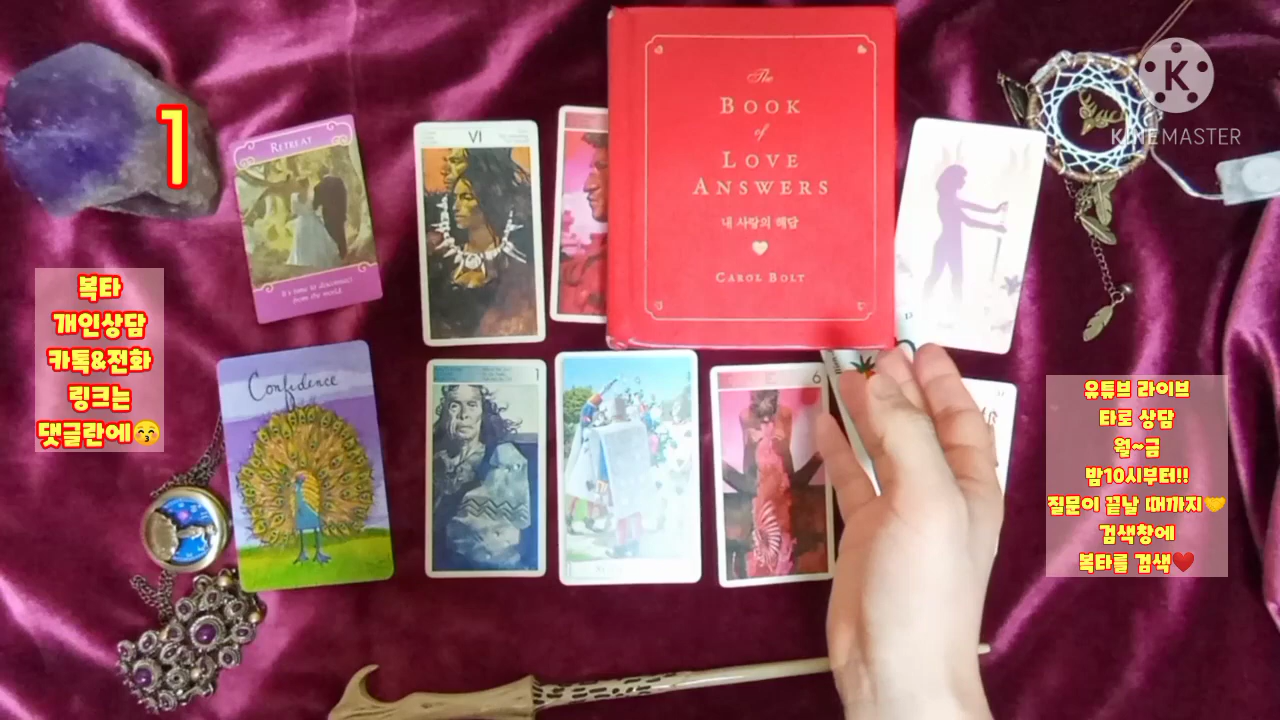 1
복타
개인상담
카톡&전화
링크는
댓글란에😚
RETREAT
It's time to disconnect
from the world.
Confidence
VI
1
6
The
BOOK
of
LOVE
ANSWERS
내 사랑의 해답
CAROL BOLT
13
K
KINEMASTER
유튜브 라이브
타로 상담
월~금
밤10시부터!!
질문이 끝날 때까지🤝
검색창에
복타를 검색❤️